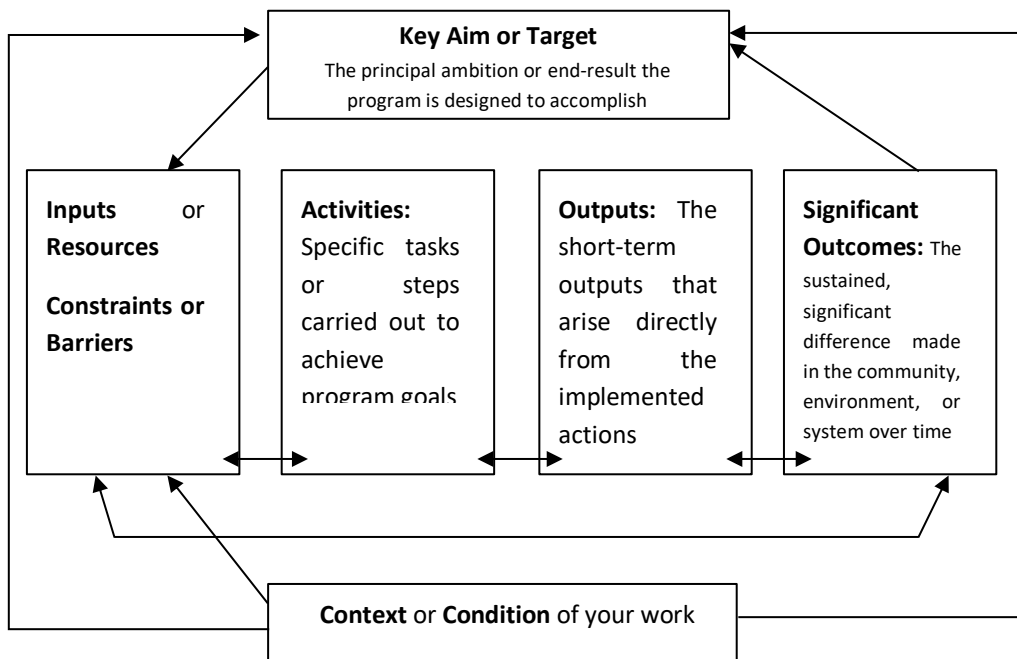 Key Aim or Target
The principal ambition or end-result the
program is designed to accomplish
Inputs or
Resources
Constraints or
Barriers
Activities:
Specific tasks
or steps
carried out to
achieve
program goals
Outputs: The
short-term
outputs that
arise directly
from the
implemented
actions
Significant
Outcomes: The
sustained,
significant
difference made
in the community,
environment, or
system over time
Context or Condition of your work